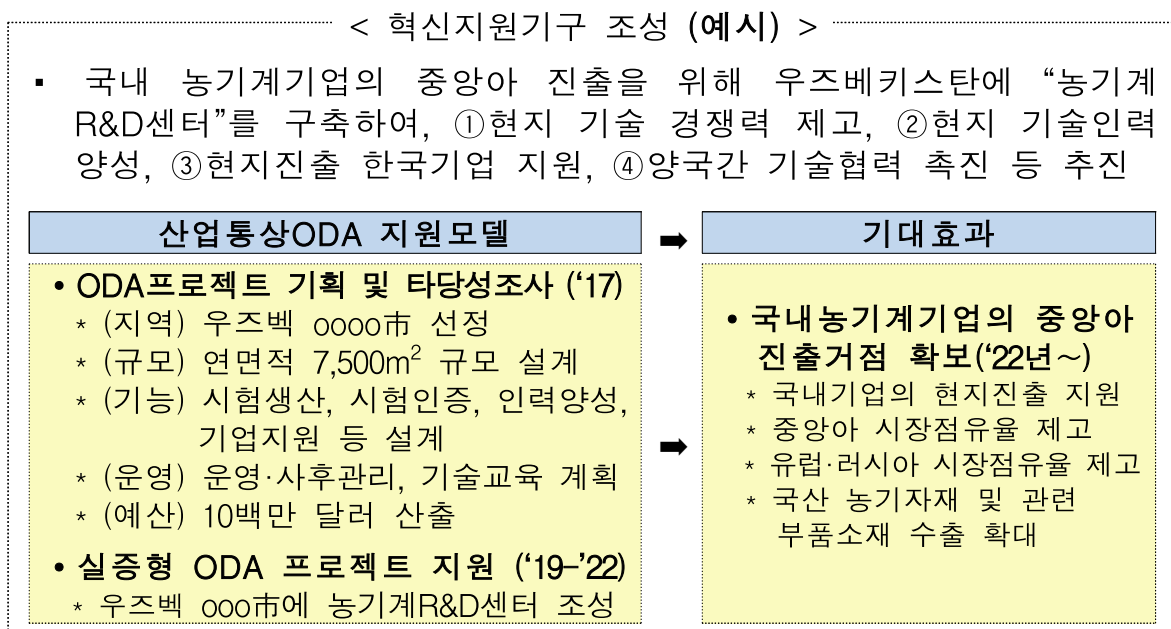 < 혁신지원기구 조성 (예시) >
▪ 국내 농기계기업의 중앙아 진출을 위해 우즈베키스탄에 “농기계
R&D센터”를 구축하여, ①현지 기술 경쟁력 제고, ②현지 기술인력
양성, ③현지진출 한국기업 지원, ④양국간 기술협력 촉진 등 추진
산업통상ODA 지원모델
• ODA프로젝트 기획 및 타당성조사 (‘17)
* (지역) 우즈벡 oooo市 선정
* (규모) 연면적 7,500m² 규모 설계
* (기능) 시험생산, 시험인증, 인력양성,
기업지원 등 설계
* (운영) 운영·사후관리, 기술교육 계획
* (예산) 10백만 달러 산출
• 실증형 ODA 프로젝트 지원 (‘19–’22)
* 우즈벡 ooo市에 농기계R&D센터 조성
➡
➡
기대효과
• 국내농기계기업의 중앙아
진출거점 확보(‘22년～)
* 국내기업의 현지진출 지원
* 중앙아 시장점유율 제고
* 유럽·러시아 시장점유율 제고
* 국산 농기자재 및 관련
부품소재 수출 확대